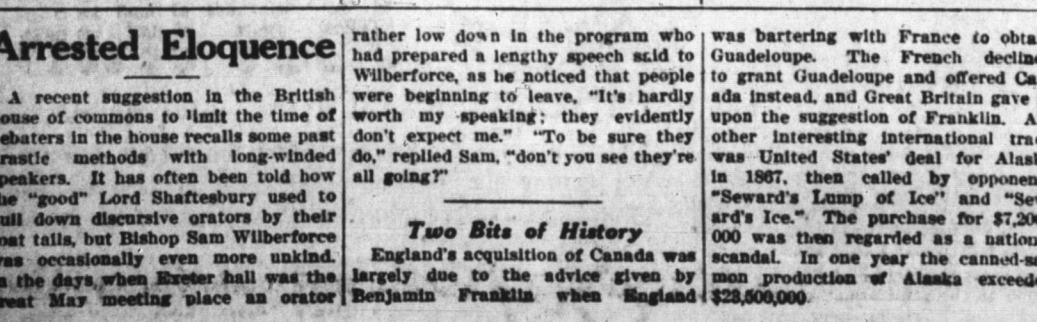 Arrested Eloquence
A recent suggestion in the British
ouse of commons to limit the time of
ebaters in the house recalls some past
rastic methods with long-winded
peakers. It has often been told how
he "good" Lord Shaftesbury used to
ull down discursive orators by their
oat tails, but Bishop Sam Wilberforce
was occasionally even more unkind.
n the days when Exeter hall was the
reat May meeting place an orator
rather low down in the program who
had prepared a lengthy speech said to
Wilberforce, as he noticed that people
were beginning to leave, "It's hardly
worth my speaking; they evidently
don't expect me." "To be sure they
do," replied Sam, "don't you see they're
all going?"
Two Bits of History
England's acquisition of Canada was
largely due to the advice given by
Benjamin Franklin when England
was bartering with France to obta
Guadeloupe. The French decline
to grant Guadeloupe and offered Ca
ada instead, and Great Britain gave
upon the suggestion of Franklin. A
other interesting international tra
was United States' deal for Alask
in 1867, then called by opponen
"Seward's Lump of Ice" and "Sew
ard's Ice." The purchase for $7,20
000 was then regarded as a nation
scandal. In one year the canned-sa
mon production of Alaska exceede
$23,500,000.